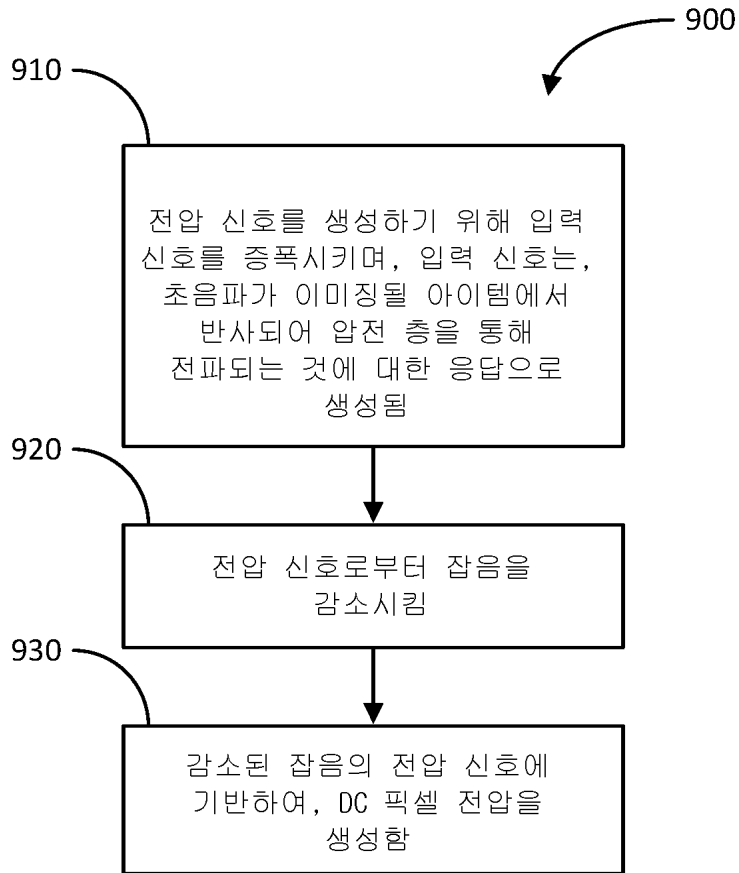 900
910
전압 신호를 생성하기 위해 입력
신호를 증폭시키며, 입력 신호는,
초음파가 이미징될 아이템에서
반사되어 압전 층을 통해
전파되는 것에 대한 응답으로
생성됨
920
전압 신호로부터 잡음을
감소시킴
930
감소된 잡음의 전압 신호에
기반하여, DC 픽셀 전압을
생성함